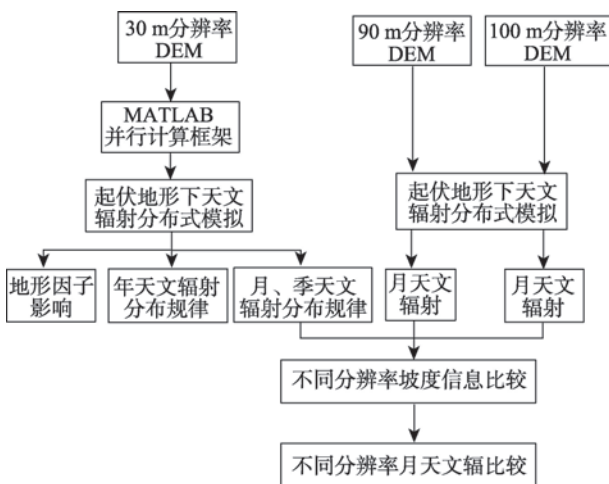 30 m分辨率
DEM
90 m分辨率
DEM
100 m分辨率
DEM
MATLAB
并行计算框架
起伏地形下天文
辐射分布式模拟
起伏地形下天文
辐射分布式模拟
地形因子
影响
年天文辐射
分布规律
月、季天文
辐射分布规律
月天文
辐射
月天文
辐射
不同分辨率坡度信息比较
不同分辨率月天文辐比较